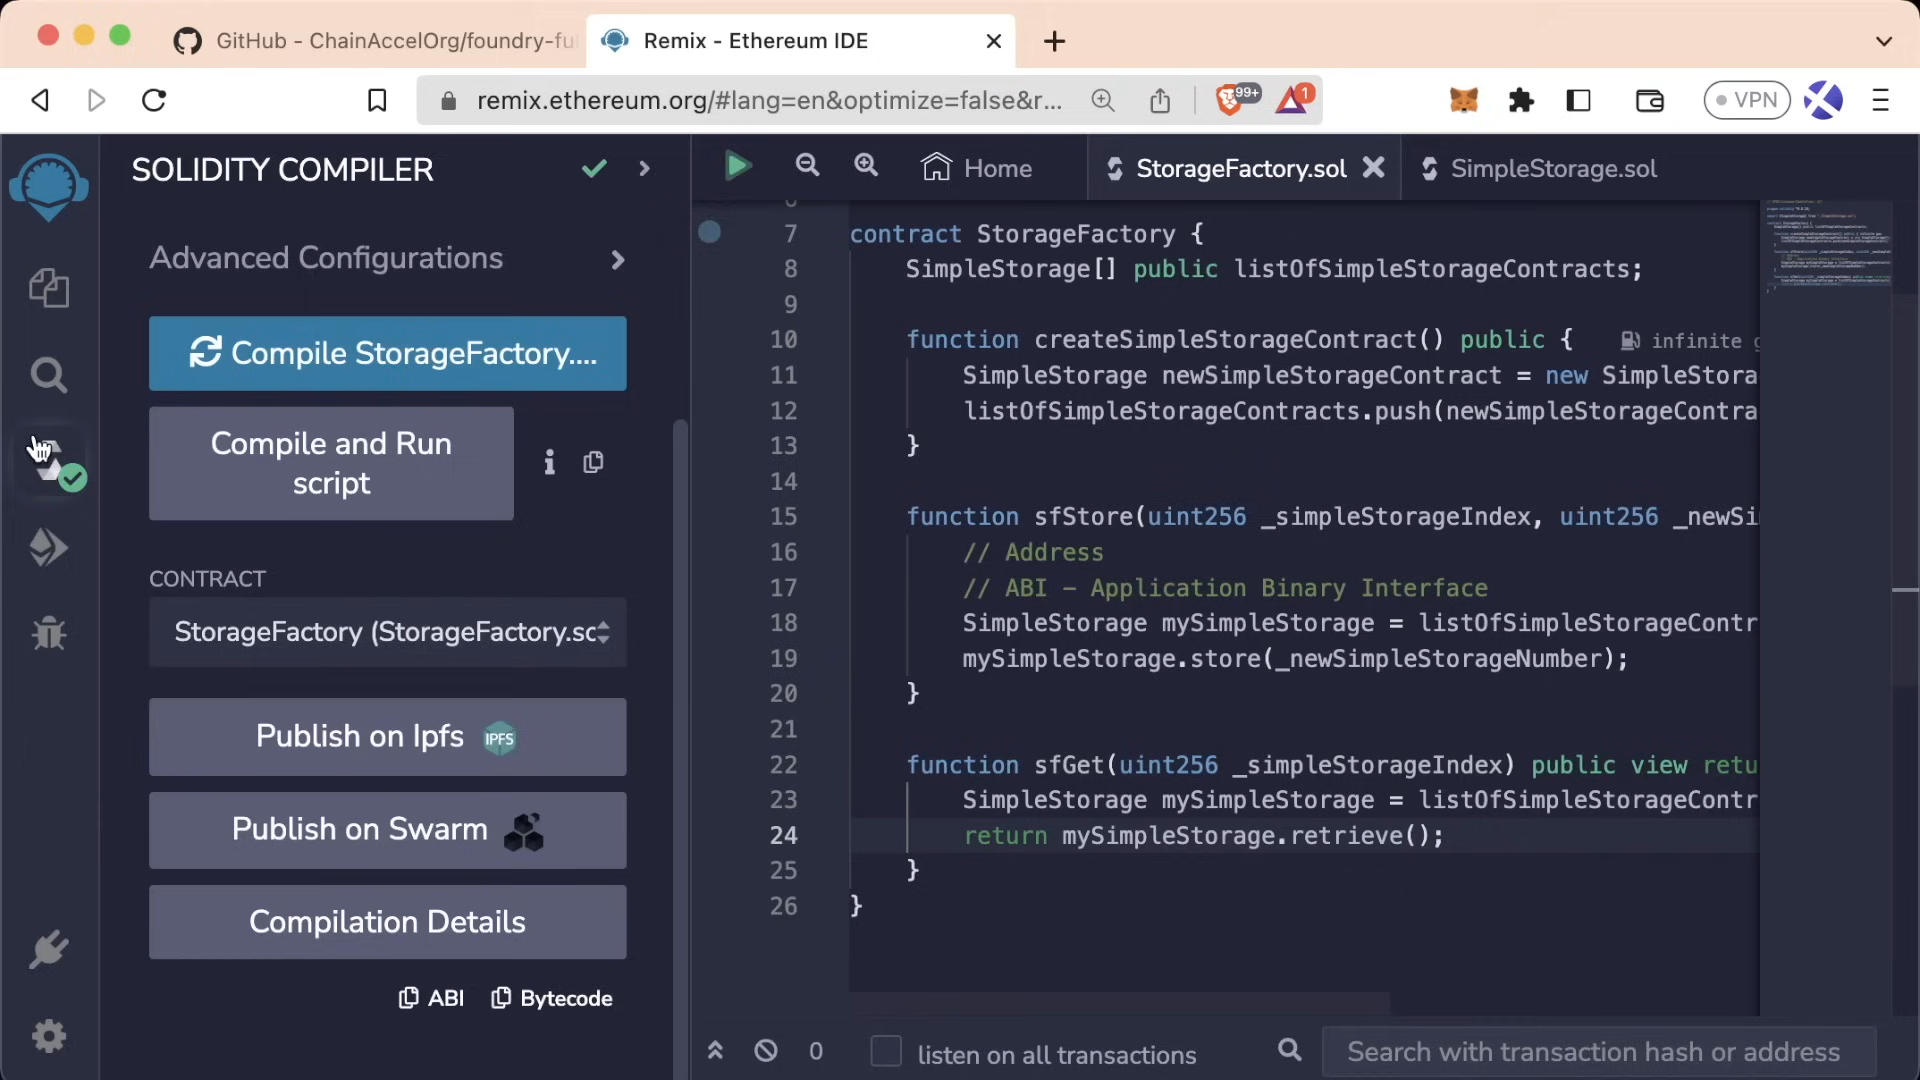 GitHub - ChainAccelOrg/foundry-fu
Remix - Ethereum IDE
remix.ethereum.org/#lang=en&optimize=false&r...
99+
1
VPN
SOLIDITY COMPILER
Home
StorageFactory.sol
SimpleStorage.sol
Advanced Configurations
Compile StorageFactory....
Compile and Run
script
CONTRACT
StorageFactory (StorageFactory.sc
Publish on Ipfs
IPFS
Publish on Swarm
Compilation Details
ABI
Bytecode
7 contract StorageFactory {
8 SimpleStorage[] public listOfSimpleStorageContracts;
9
10 function createSimpleStorageContract() public { infinite g
11 SimpleStorage newSimpleStorageContract = new SimpleStora
12 listOfSimpleStorageContracts.push(newSimpleStorageContra
13 }
14
15 function sfStore(uint256 _simpleStorageIndex, uint256 _newSi
16 // Address
17 // ABI - Application Binary Interface
18 SimpleStorage mySimpleStorage = listOfSimpleStorageContr
19 mySimpleStorage.store(_newSimpleStorageNumber);
20 }
21
22 function sfGet(uint256 _simpleStorageIndex) public view retu
23 SimpleStorage mySimpleStorage = listOfSimpleStorageContr
24 return mySimpleStorage.retrieve();
25 }
26 }
0
listen on all transactions
Search with transaction hash or address